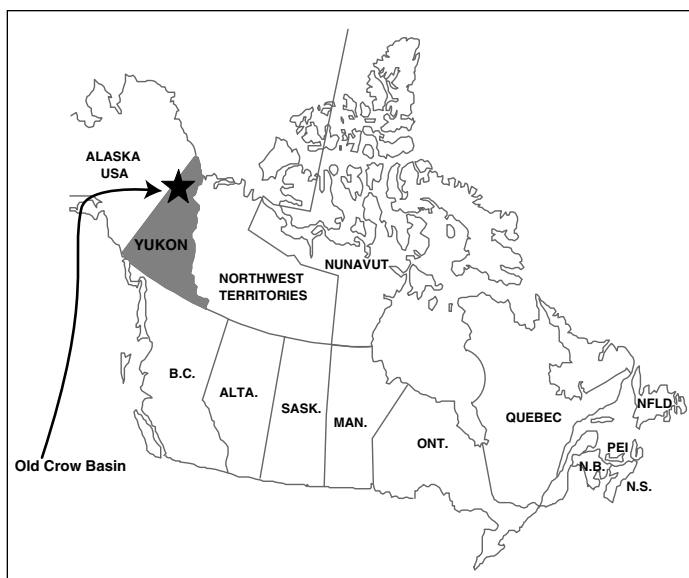 ALASKA
USA
YUKON
NORTHWEST
TERRITORIES
NUNAVUT
B.C.
ALTA.
SASK.
MAN.
ONT.
QUEBEC
NFLD
PEI
N.B.
N.S.
Old Crow Basin